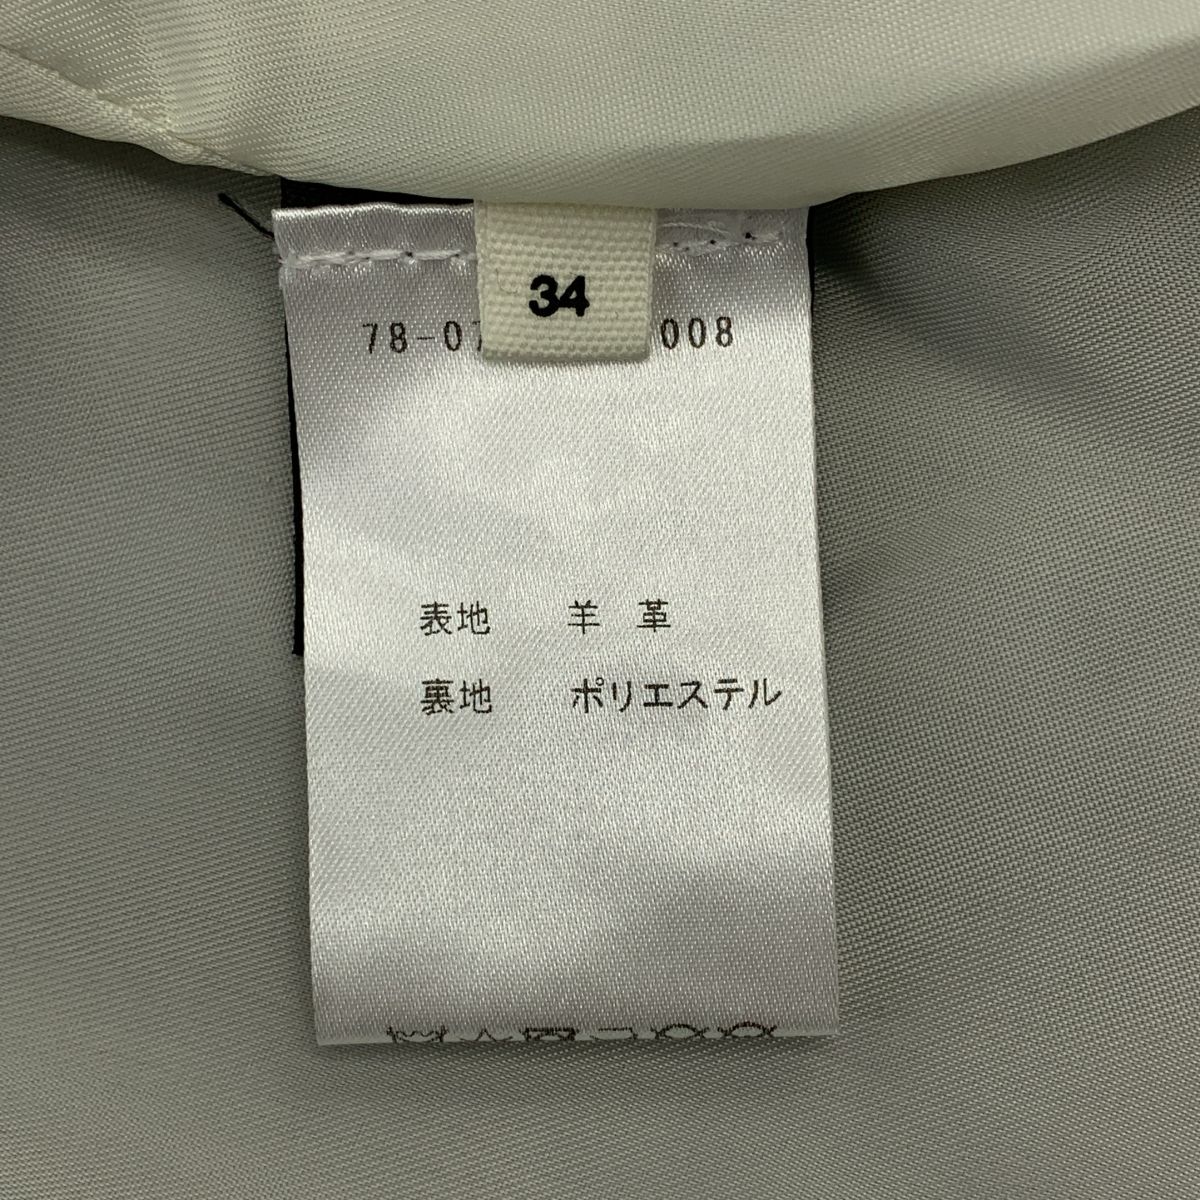 34
78-07 008
表地 羊 革
裏地 ポリエステル